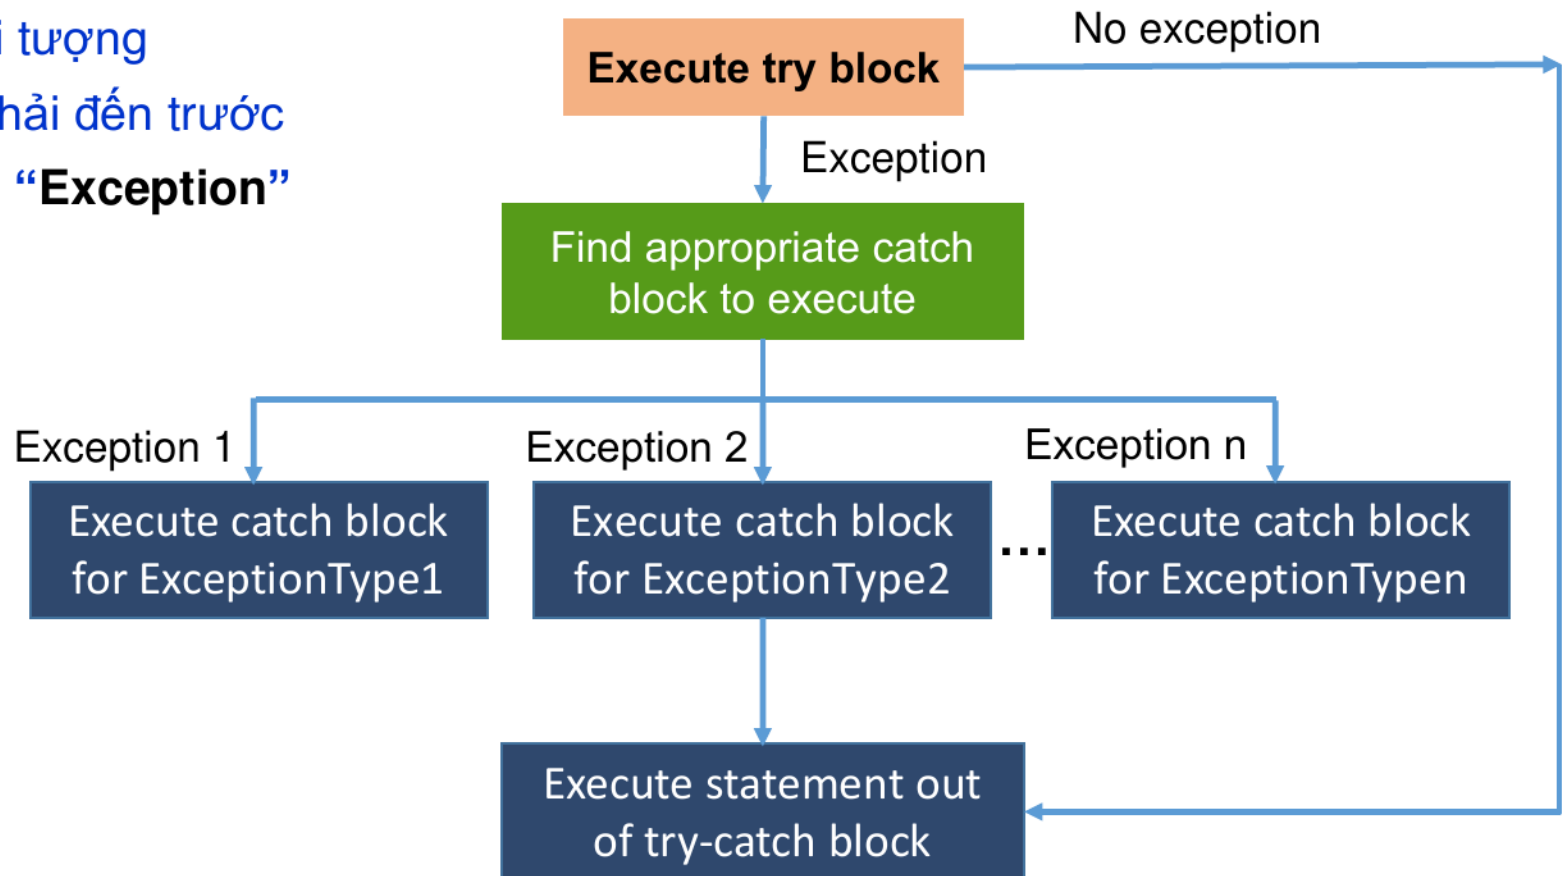 tượng
No exception
Execute try block
đến trước
Exception
“Exception”
Find appropriate catch
block to execute
Exception 1
Exception 2
Exception n
Execute catch block
for ExceptionType1
Execute catch block
for ExceptionType2
...
Execute catch block
for ExceptionTypen
Execute statement out
of try-catch block